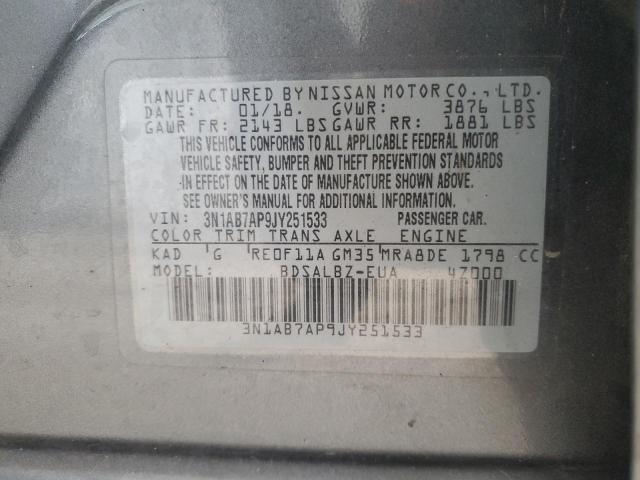 MANUFACTURED BY NISSAN MOTOR CO., LTD.
DATE: 01/18. GVWR: 3876 LBS
GAWR FR: 2143 LBS GAWR RR: 1881 LBS
THIS VEHICLE CONFORMS TO ALL APPLICABLE FEDERAL MOTOR
VEHICLE SAFETY, BUMPER AND THEFT PREVENTION STANDARDS
IN EFFECT ON THE DATE OF MANUFACTURE SHOWN ABOVE.
SEE OWNER'S MANUAL FOR ADDITIONAL INFORMATION.
VIN: 3N1AB7AP9JY251533 PASSENGER CAR.
COLOR TRIM TRANS AXLE ENGINE
KAD G RE0F11A GM35 MRA8DE 1798 CC
MODEL: BDSALBZ-EUA 47000
3N1AB7AP9JY251533